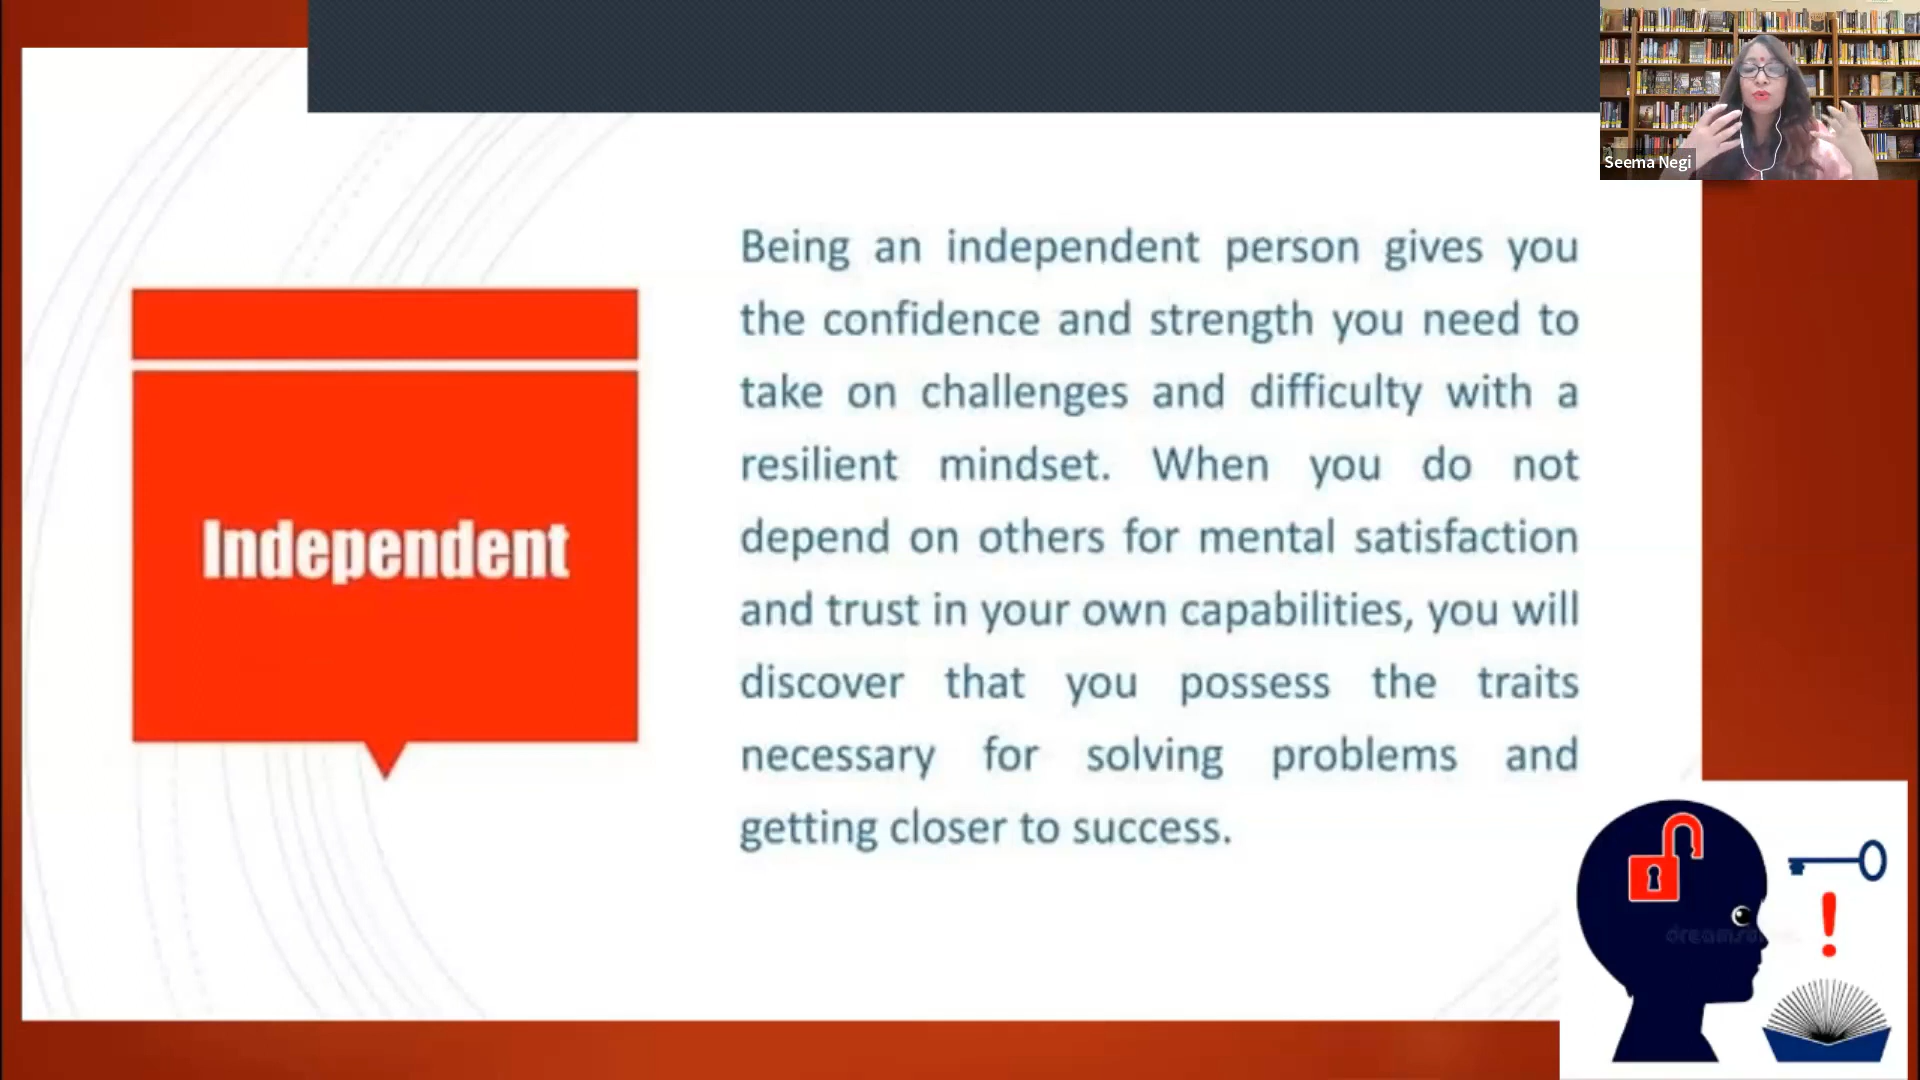 Seema Negi
Independent
Being an independent person gives you
the confidence and strength you need to
take on challenges and difficulty with a
resilient mindset. When you do not
depend on others for mental satisfaction
and trust in your own capabilities, you will
discover that you possess the traits
necessary for solving problems and
getting closer to success.